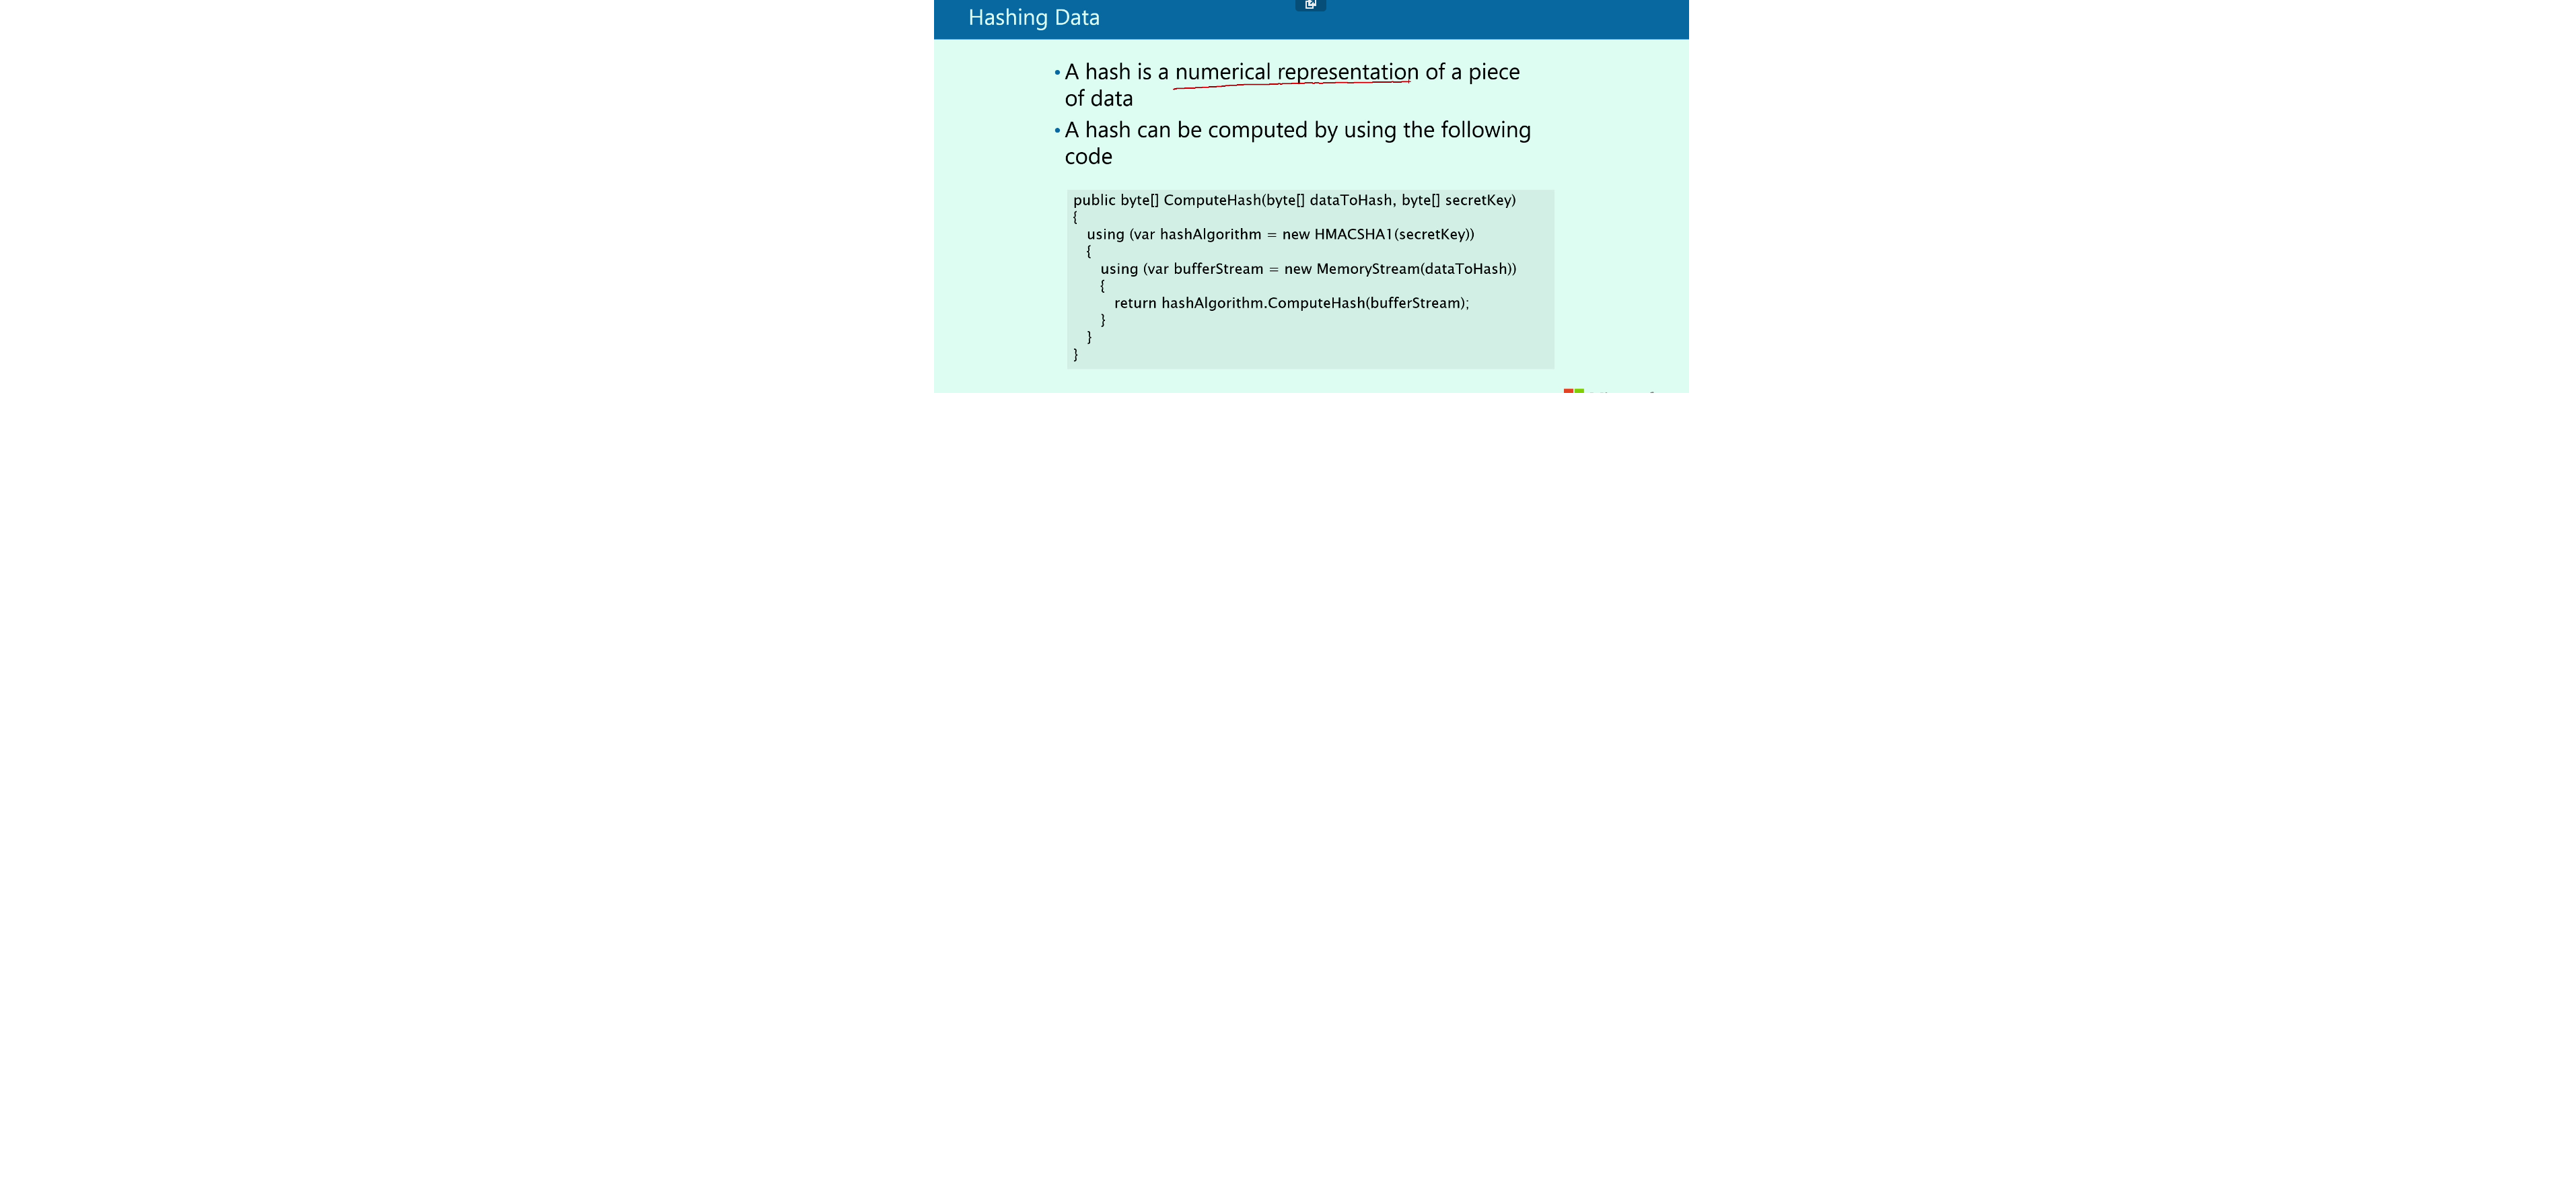 Hashing Data
• A hash is a numerical representation of a piece
of data
• A hash can be computed by using the following
code
public byte[] ComputeHash(byte[] dataToHash, byte[] secretKey)
{
using (var hashAlgorithm = new HMACSHA1(secretKey))
{
using (var bufferStream = new MemoryStream(dataToHash))
{
return hashAlgorithm.ComputeHash(bufferStream);
}
}
}